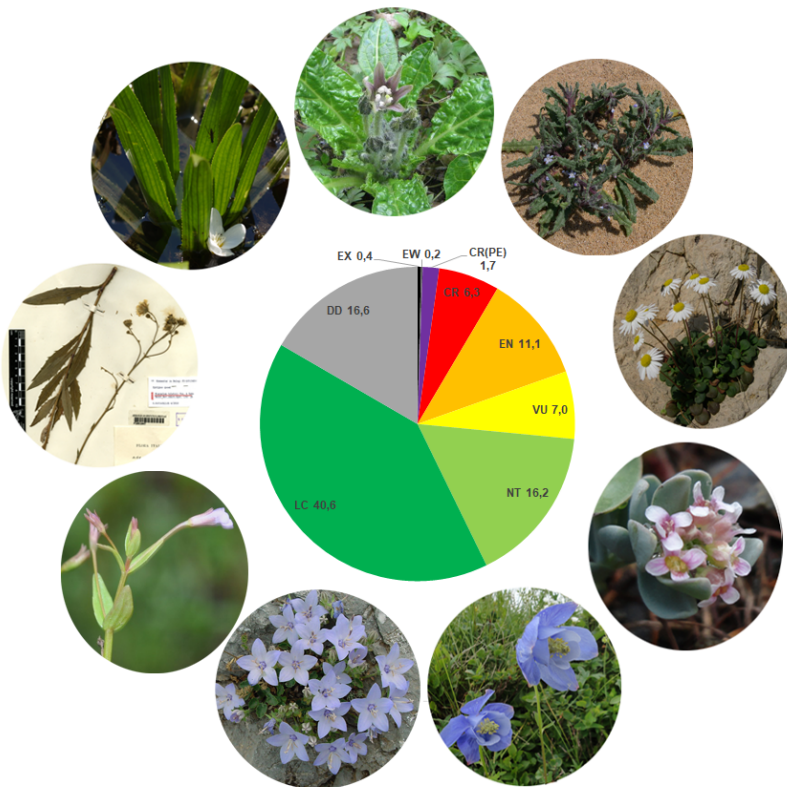 EX 0,4
EW 0,2
CR(PE)
1,7
CR 6,3
EN 11,1
VU 7,0
NT 16,2
LC 40,6
DD 16,6